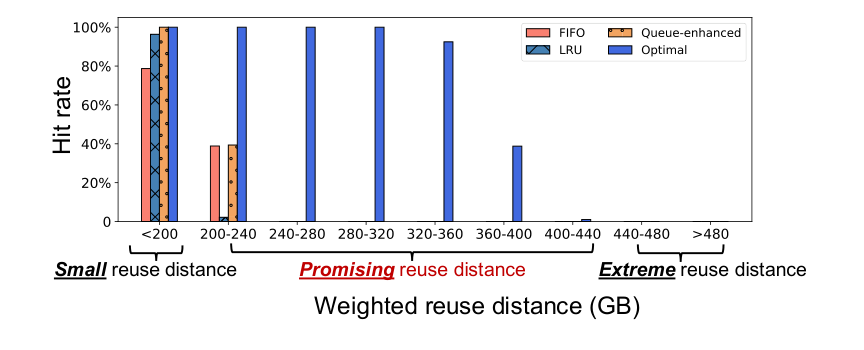 100%
80%
60%
40%
20%
0
Hit rate
FIFO
LRU
Queue-enhanced
Optimal
<200 200-240 240-280 280-320 320-360 360-400 400-440 440-480 >480
Small reuse distance Promising reuse distance Extreme reuse distance
Weighted reuse distance (GB)